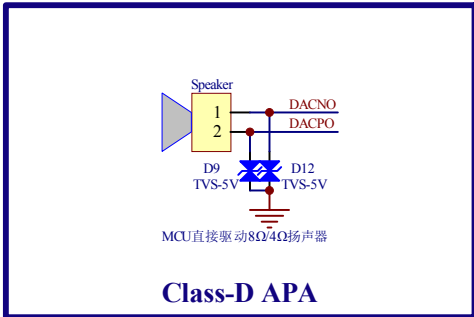 Speaker
1 DACNO
2 DACPO
D9 D12
TVS-5V TVS-5V
MCU直接驱动8Ω/4Ω扬声器
Class-D APA